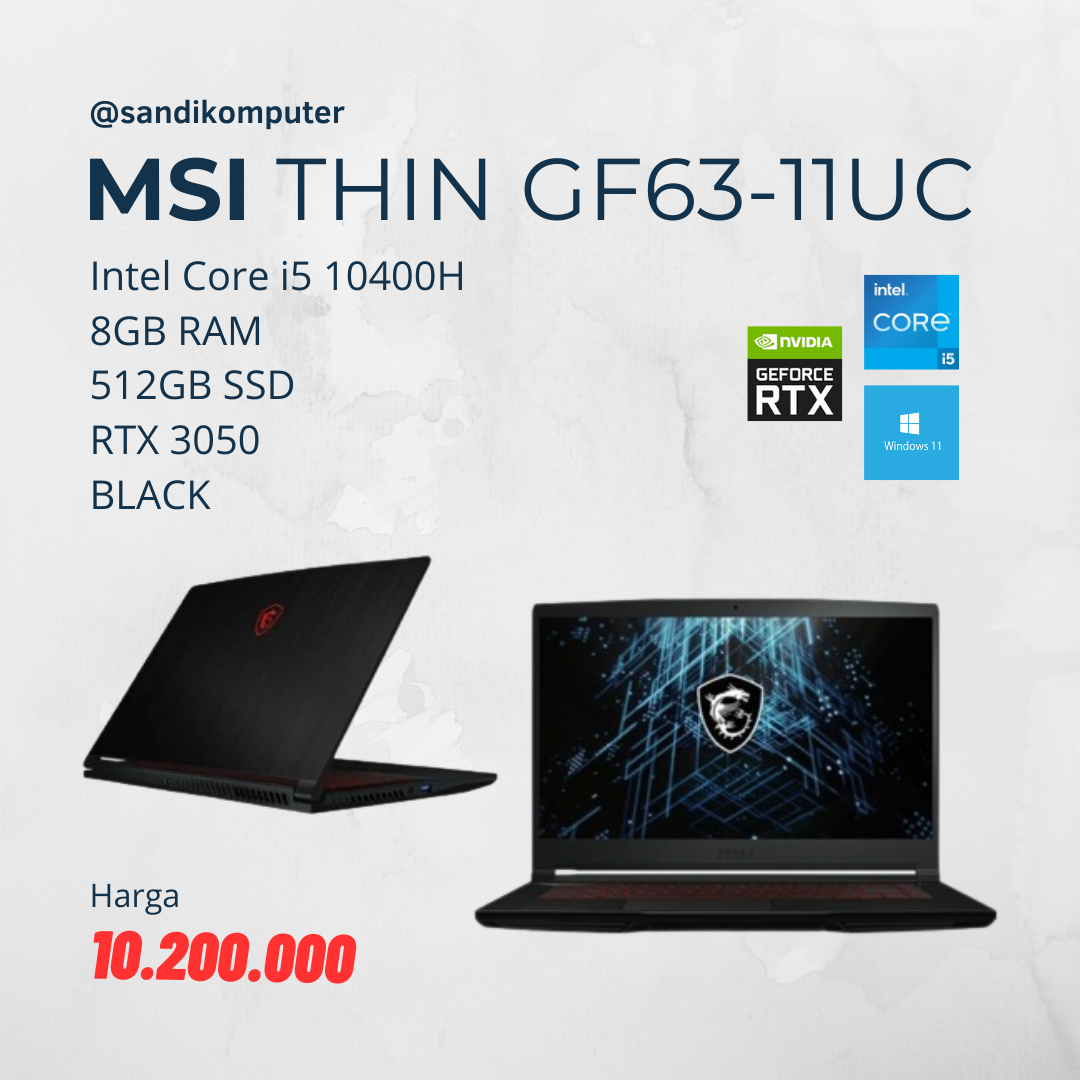 @sandikomputer
MSI THIN GF63-11UC
Intel Core i5 10400H
8GB RAM
512GB SSD
RTX 3050
BLACK
intel.
CORE
i5
NVIDIA
GEFORCE
RTX
Windows 11
Harga
10.200.000